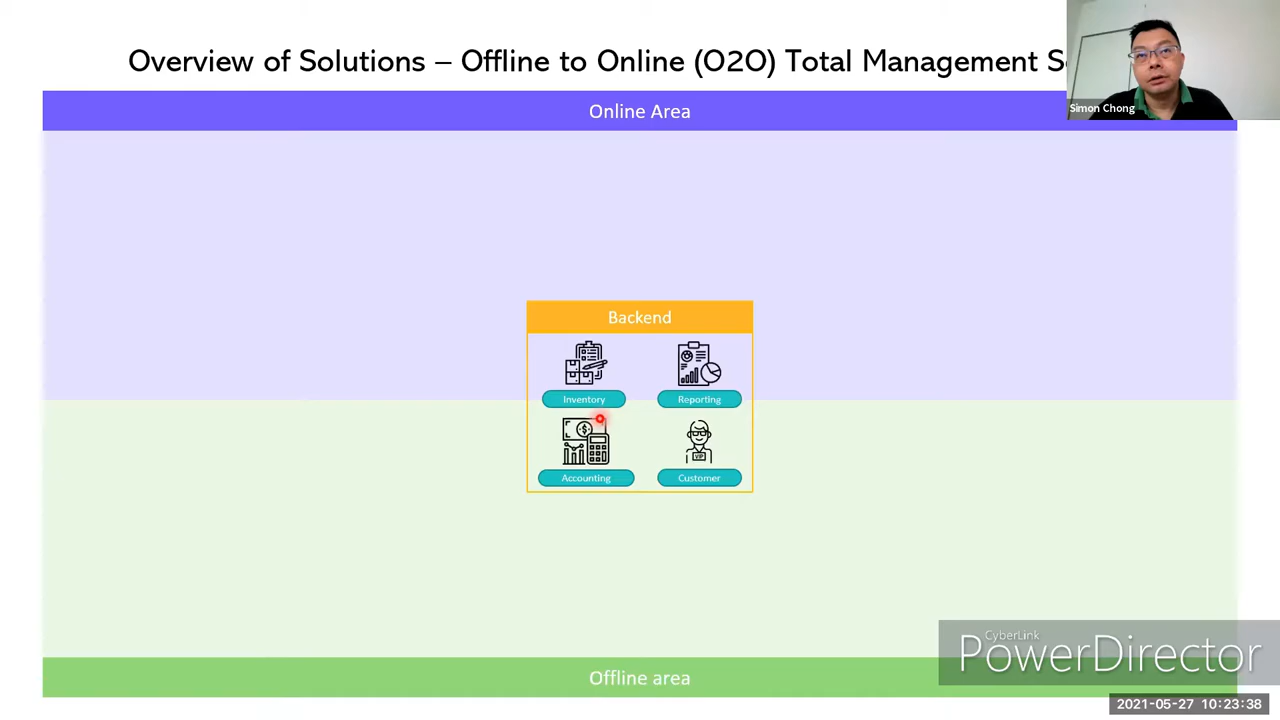 Overview of Solutions – Offline to Online (O2O) Total Management
Simon Chong
Online Area
Backend
Inventory
Reporting
Accounting
VIP
Customer
CyberLink
PowerDirector
Offline area
2021-05-27 10:23:38